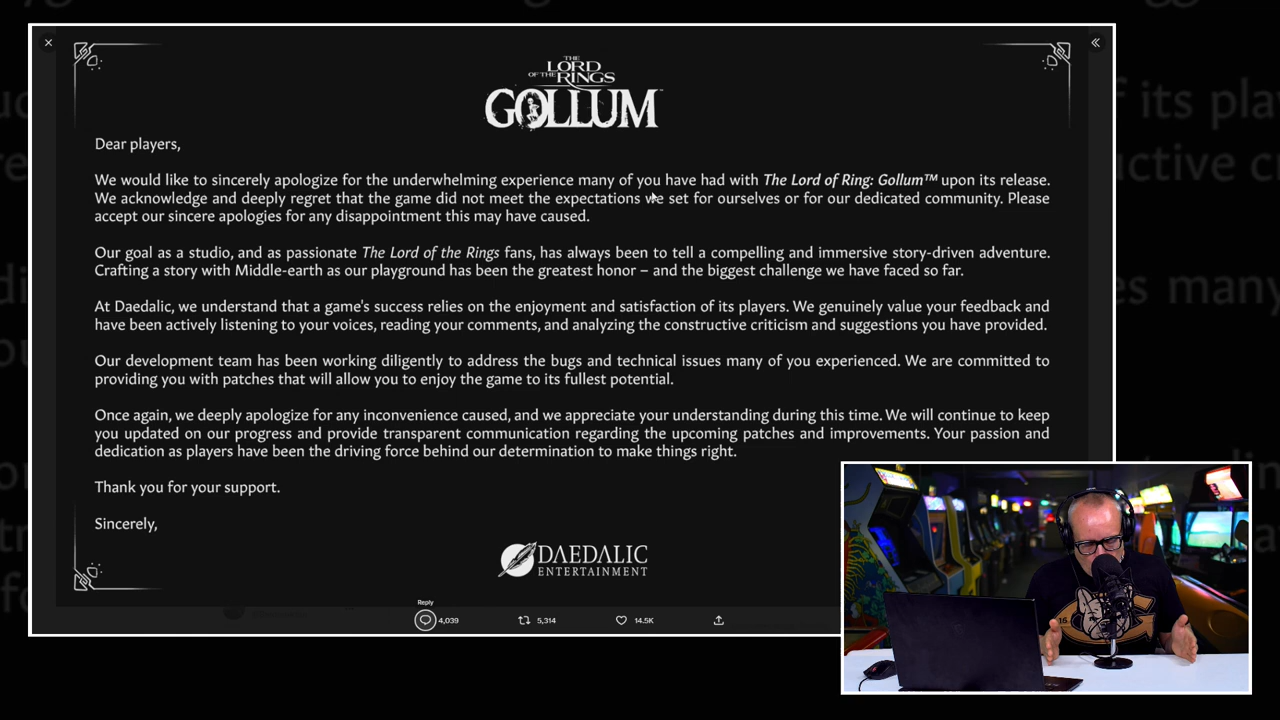 THE
LORD
OF THE RINGS
GOLLUM™
Dear players,
We would like to sincerely apologize for the underwhelming experience many of you have had with The Lord of Ring: Gollum™ upon its release.
We acknowledge and deeply regret that the game did not meet the expectations we set for ourselves or for our dedicated community. Please
accept our sincere apologies for any disappointment this may have caused.
Our goal as a studio, and as passionate The Lord of the Rings fans, has always been to tell a compelling and immersive story-driven adventure.
Crafting a story with Middle-earth as our playground has been the greatest honor – and the biggest challenge we have faced so far.
At Daedalic, we understand that a game's success relies on the enjoyment and satisfaction of its players. We genuinely value your feedback and
have been actively listening to your voices, reading your comments, and analyzing the constructive criticism and suggestions you have provided.
Our development team has been working diligently to address the bugs and technical issues many of you experienced. We are committed to
providing you with patches that will allow you to enjoy the game to its fullest potential.
Once again, we deeply apologize for any inconvenience caused, and we appreciate your understanding during this time. We will continue to keep
you updated on our progress and provide transparent communication regarding the upcoming patches and improvements. Your passion and
dedication as players have been the driving force behind our determination to make things right.
Thank you for your support.
Sincerely,
DAEDALIC
ENTERTAINMENT
Reply
4,039
5,314
14.5K
its pla
uctive c
es many
16